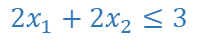 2x₁ + 2x₂ ≤ 3